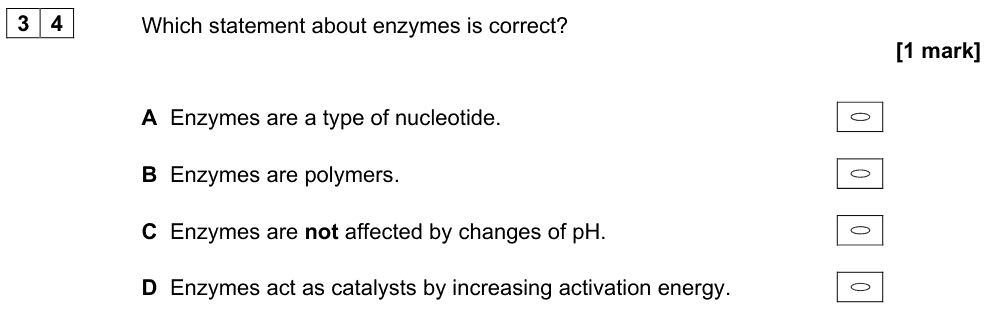 3 4 Which statement about enzymes is correct?
[1 mark]
A Enzymes are a type of nucleotide.
B Enzymes are polymers.
C Enzymes are not affected by changes of pH.
D Enzymes act as catalysts by increasing activation energy.